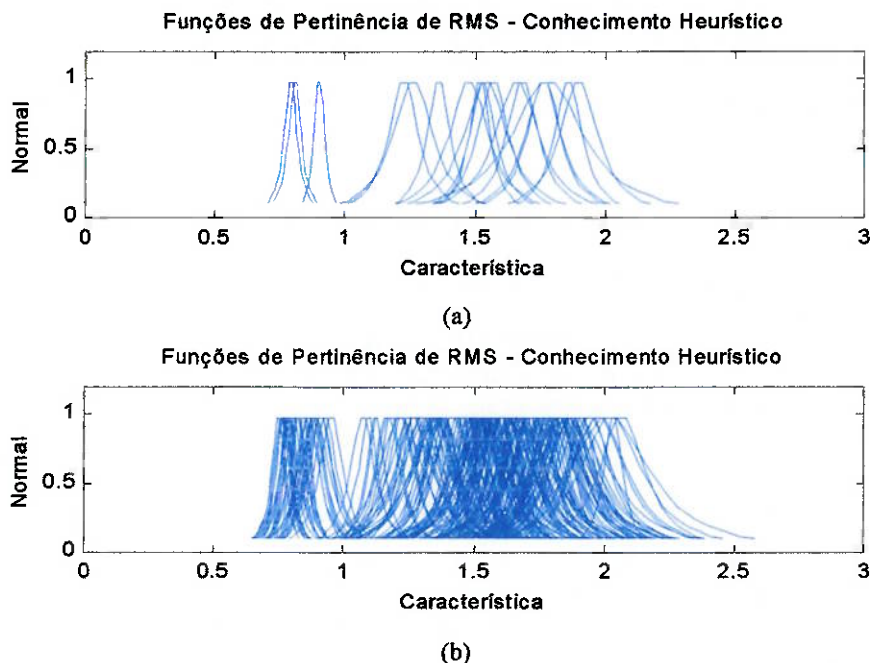 Funções de Pertinência de RMS - Conhecimento Heurístico
Normal
1
0.5
0
0 0.5 1 1.5 2 2.5 3
Característica
(a)
Funções de Pertinência de RMS - Conhecimento Heurístico
Normal
1
0.5
0
0 0.5 1 1.5 2 2.5 3
Característica
(b)